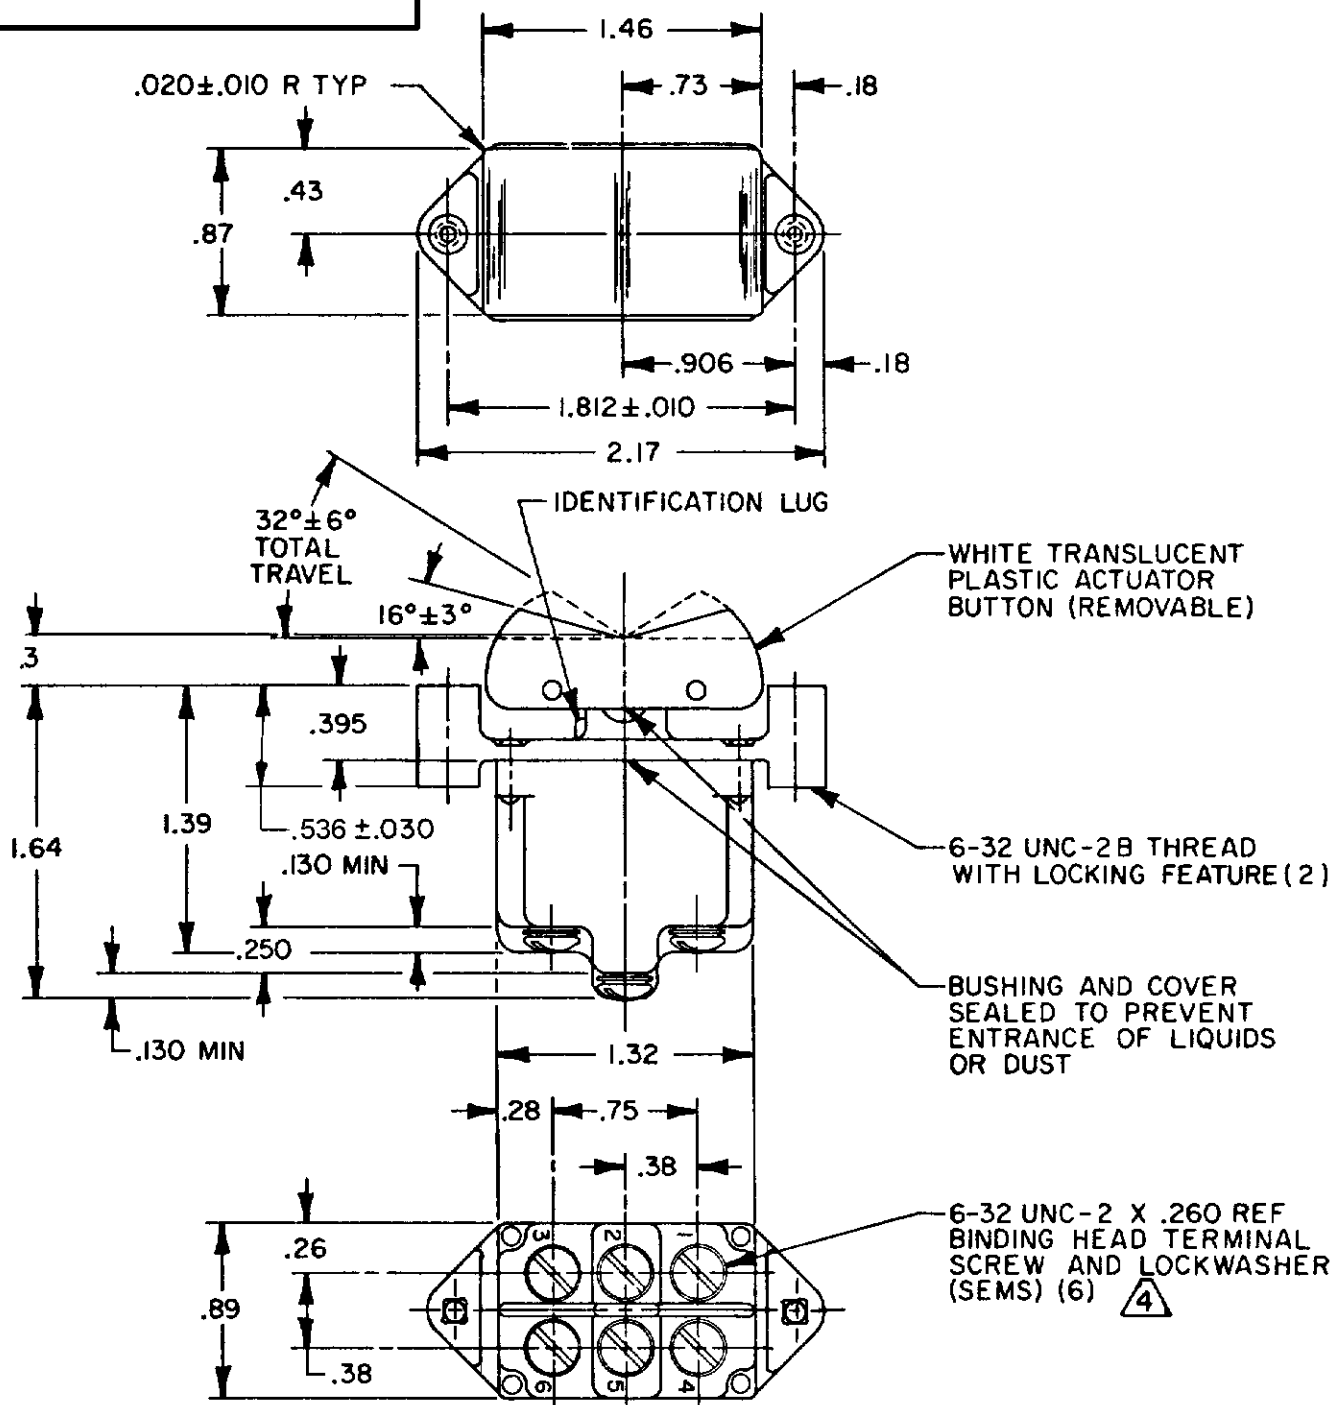 1.46
.020±.010 R TYP
.73
.18
.43
.87
.906
.18
1.812±.010
2.17
IDENTIFICATION LUG
32°±6°
TOTAL
TRAVEL
WHITE TRANSLUCENT
PLASTIC ACTUATOR
BUTTON (REMOVABLE)
16°±3°
.3
.395
1.39
.536±.030
1.64
.130 MIN
6-32 UNC-2B THREAD
WITH LOCKING FEATURE (2)
.250
BUSHING AND COVER
SEALED TO PREVENT
ENTRANCE OF LIQUIDS
OR DUST
.130 MIN
1.32
.28
.75
.38
6-32 UNC-2 X .260 REF
BINDING HEAD TERMINAL
SCREW AND LOCKWASHER
(SEMS) (6) 4
.26
3 2 1
.89
.38
6 5 4